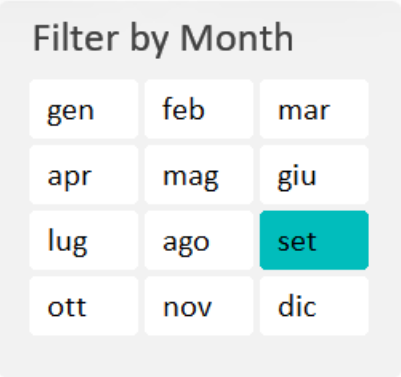 Filter by Month
gen feb mar
apr mag giu
lug ago set
ott nov dic